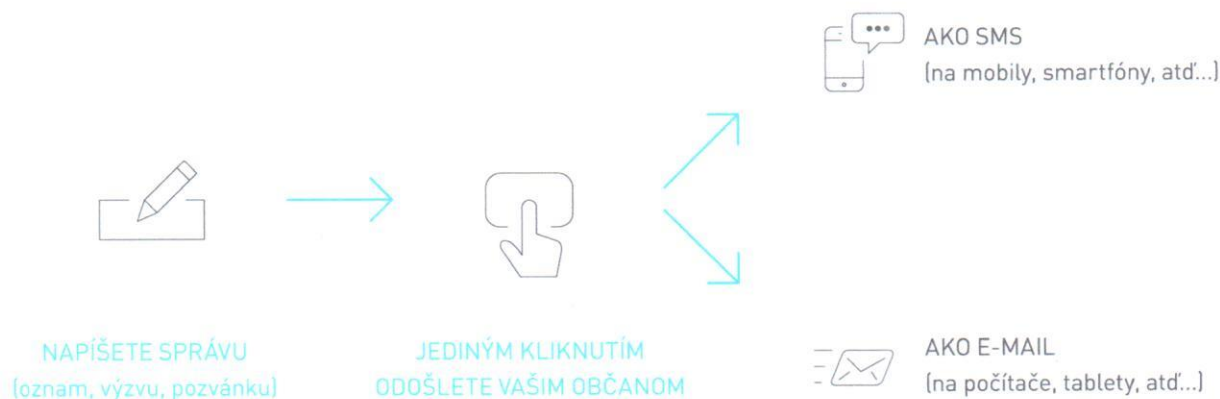 AKO SMS
(na mobily, smartfóny, atď...)
NAPÍŠETE SPRÁVU
(oznam, výzvu, pozvánku)
JEDINÝM KLIKNUTÍM
ODOŠLETE VAŠIM OBČANOM
AKO E-MAIL
(na počítače, tablety, atď...)